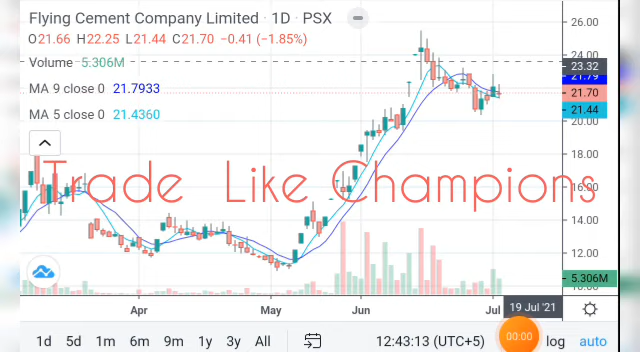 Flying Cement Company Limited · 1D · PSX
O21.66 H22.25 L21.44 C21.70 −0.41 (−1.85%)
Volume 5.306M
MA 9 close 0 21.7933
MA 5 close 0 21.4360
26.00
24.00
23.32
21.79
21.70
21.44
20.00
18.00
Trade Like Champions
16.00
14.00
12.00
5.306M
Apr May Jun Jul 19 Jul '21
1d 5d 1m 6m 9m 1y 3y All 12:43:13 (UTC+5) 00:00 log auto